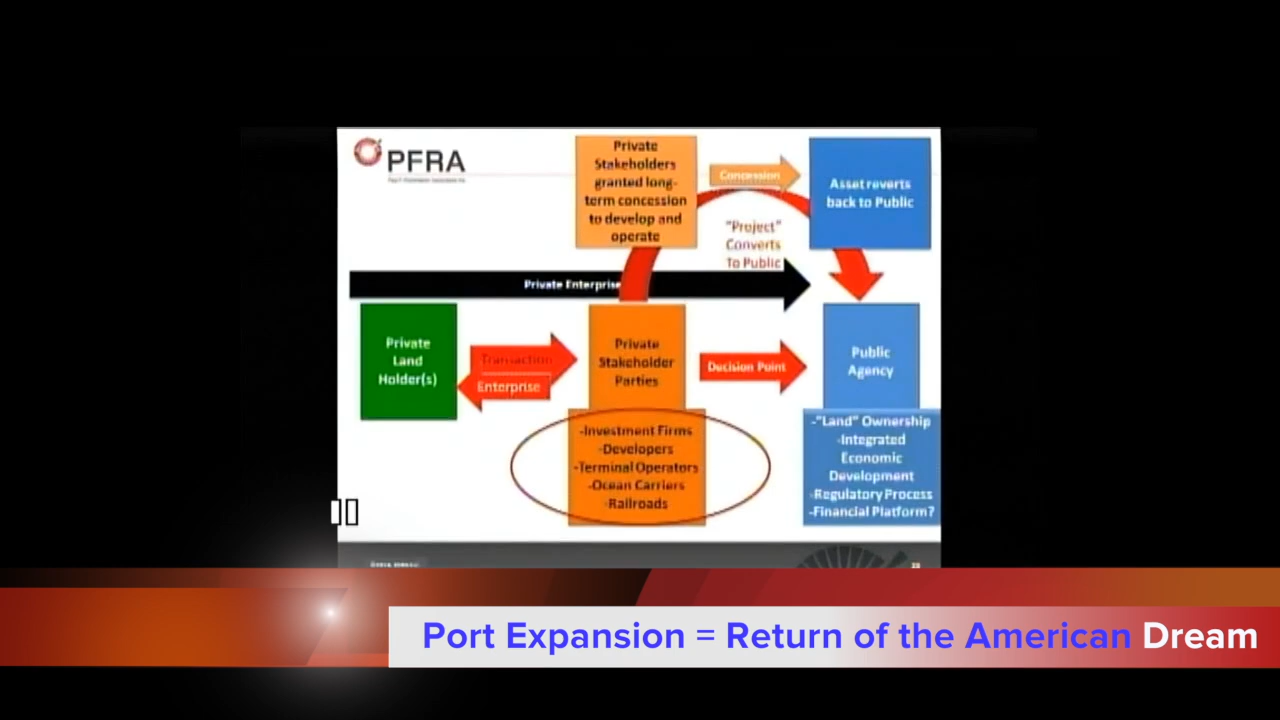 PFRA
Private
Stakeholders
granted long-
term concession
to develop and
operate
Concession
Asset reverts
back to Public
"Project"
Converts
To Public
Private Enterprise
Private
Land
Holder(s)
Transaction
Enterprise
Private
Stakeholder
Parties
Decision Point
Public
Agency
-Investment Firms
-Developers
-Terminal Operators
-Ocean Carriers
-Railroads
-"Land" Ownership
-Integrated
Economic
Development
-Regulatory Process
-Financial Platform?
Port Expansion = Return of the American Dream